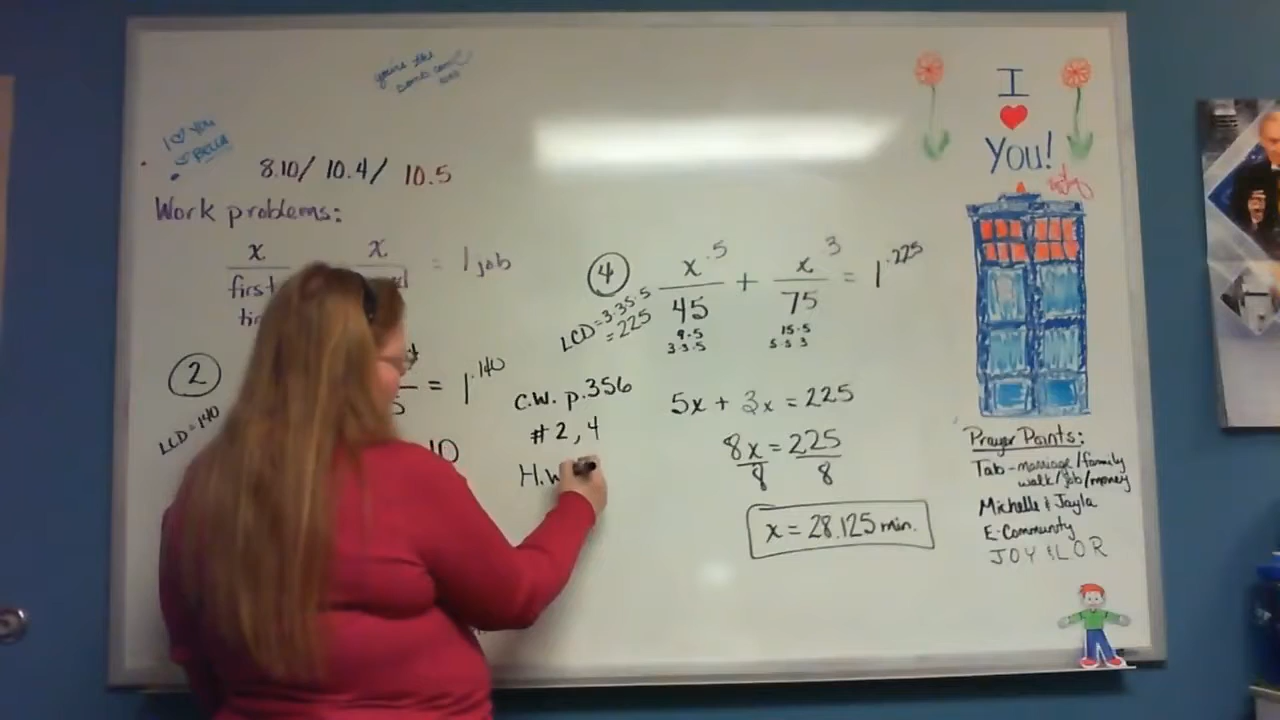 I ♡ YOU
BELLA
8.10/ 10.4/ 10.5
Work problems:
x x = 1 job
first
2
LCD = 140
= 1 ·140
C.W. p.356
# 2, 4
H.W
4
x ·5 + x 3 = 1 ·225
45 75
9·5 15·5
3·3·5 5·5·3
LCD = 3·3·5·5
= 225
5x + 3x = 225
8x = 225
8 8
x = 28.125 min.
I
♥
You!
Prayer Points:
Tab - marriage/family
walk/job/money
Michelle & Jayla
E-Community
JOY & LOR